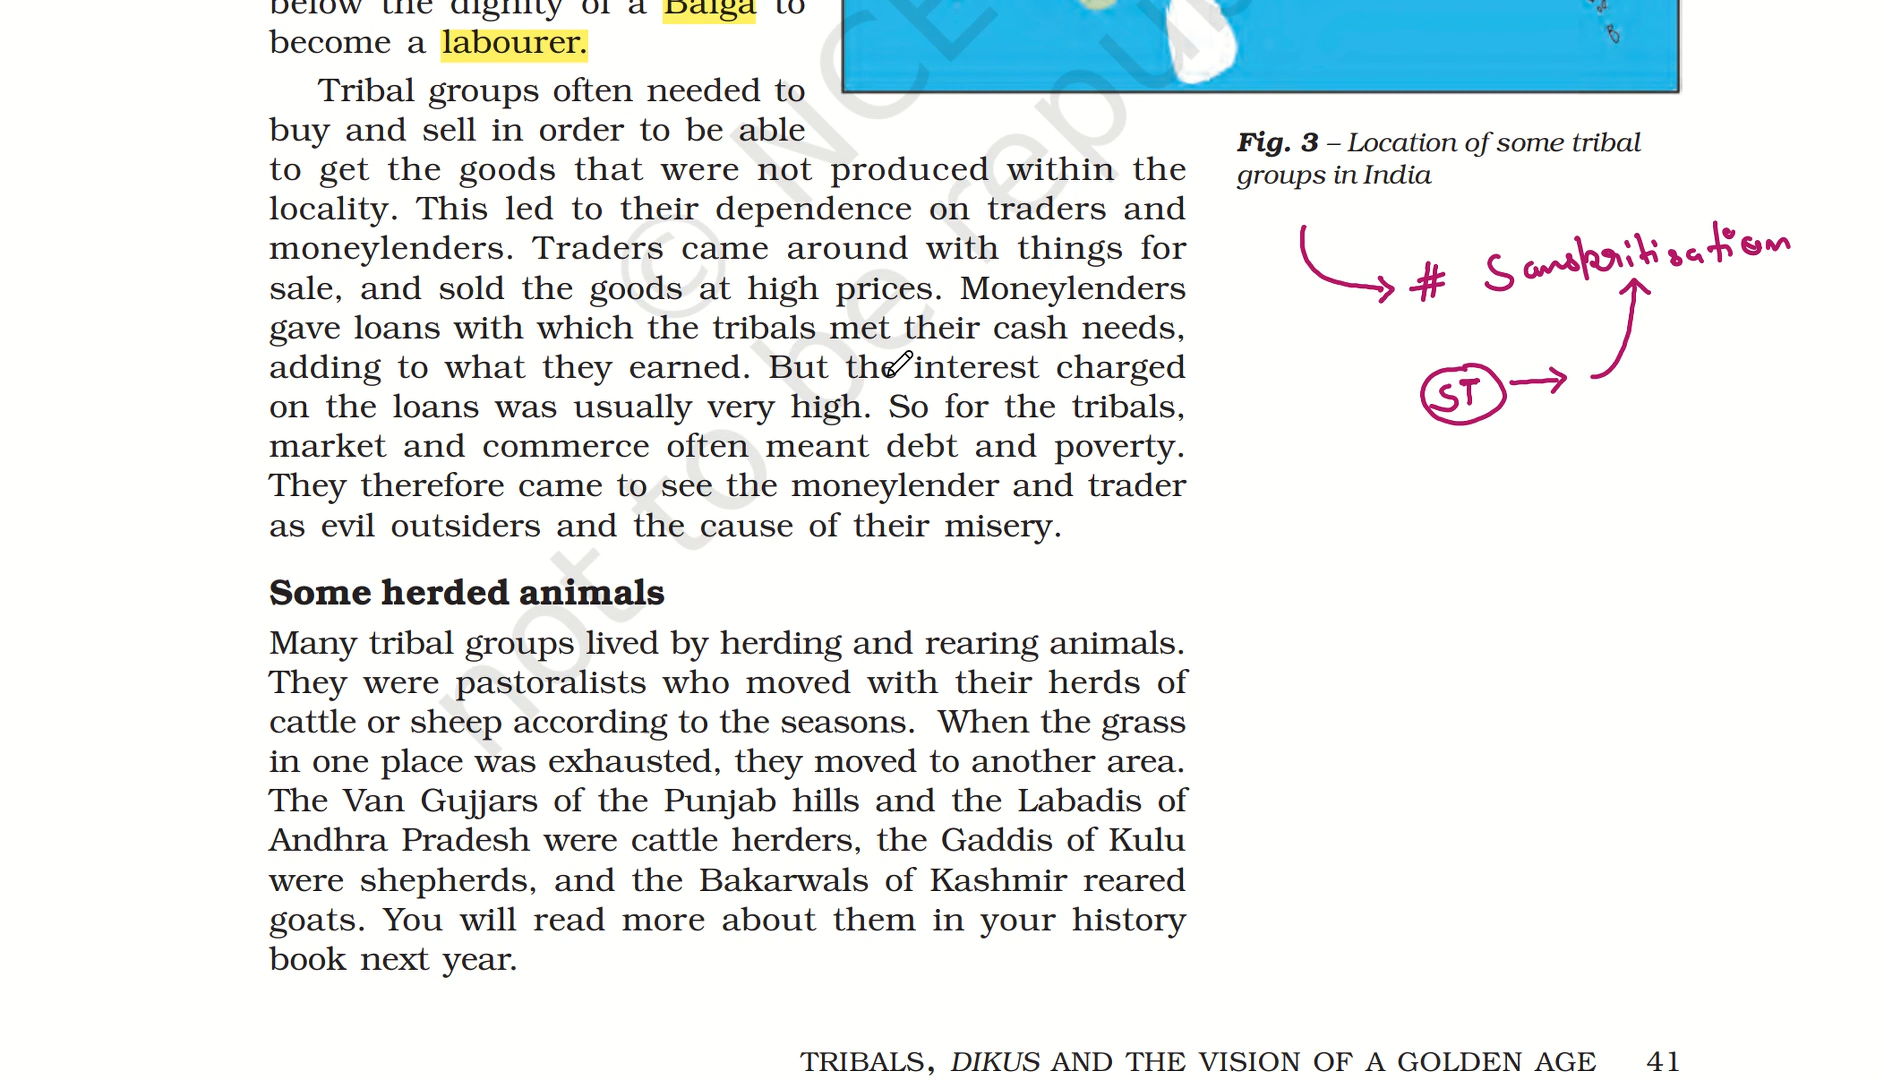 below the dignity of a Baiga to
become a labourer.
Tribal groups often needed to
buy and sell in order to be able
to get the goods that were not produced within the
locality. This led to their dependence on traders and
moneylenders. Traders came around with things for
sale, and sold the goods at high prices. Moneylenders
gave loans with which the tribals met their cash needs,
adding to what they earned. But the interest charged
on the loans was usually very high. So for the tribals,
market and commerce often meant debt and poverty.
They therefore came to see the moneylender and trader
as evil outsiders and the cause of their misery.
Some herded animals
Many tribal groups lived by herding and rearing animals.
They were pastoralists who moved with their herds of
cattle or sheep according to the seasons. When the grass
in one place was exhausted, they moved to another area.
The Van Gujjars of the Punjab hills and the Labadis of
Andhra Pradesh were cattle herders, the Gaddis of Kulu
were shepherds, and the Bakarwals of Kashmir reared
goats. You will read more about them in your history
book next year.
Fig. 3 – Location of some tribal
groups in India
# Sanskritisation
ST
© NCE
not to be repu
TRIBALS, DIKUS AND THE VISION OF A GOLDEN AGE 41